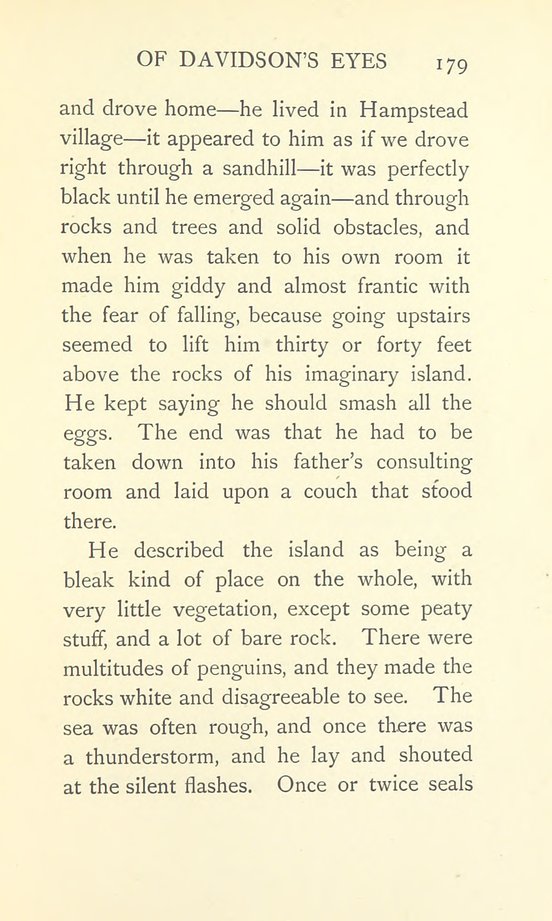 OF DAVIDSON'S EYES 179
and drove home—he lived in Hampstead
village—it appeared to him as if we drove
right through a sandhill—it was perfectly
black until he emerged again—and through
rocks and trees and solid obstacles, and
when he was taken to his own room it
made him giddy and almost frantic with
the fear of falling, because going upstairs
seemed to lift him thirty or forty feet
above the rocks of his imaginary island.
He kept saying he should smash all the
eggs. The end was that he had to be
taken down into his father's consulting
room and laid upon a couch that stood
there.
He described the island as being a
bleak kind of place on the whole, with
very little vegetation, except some peaty
stuff, and a lot of bare rock. There were
multitudes of penguins, and they made the
rocks white and disagreeable to see. The
sea was often rough, and once there was
a thunderstorm, and he lay and shouted
at the silent flashes. Once or twice seals